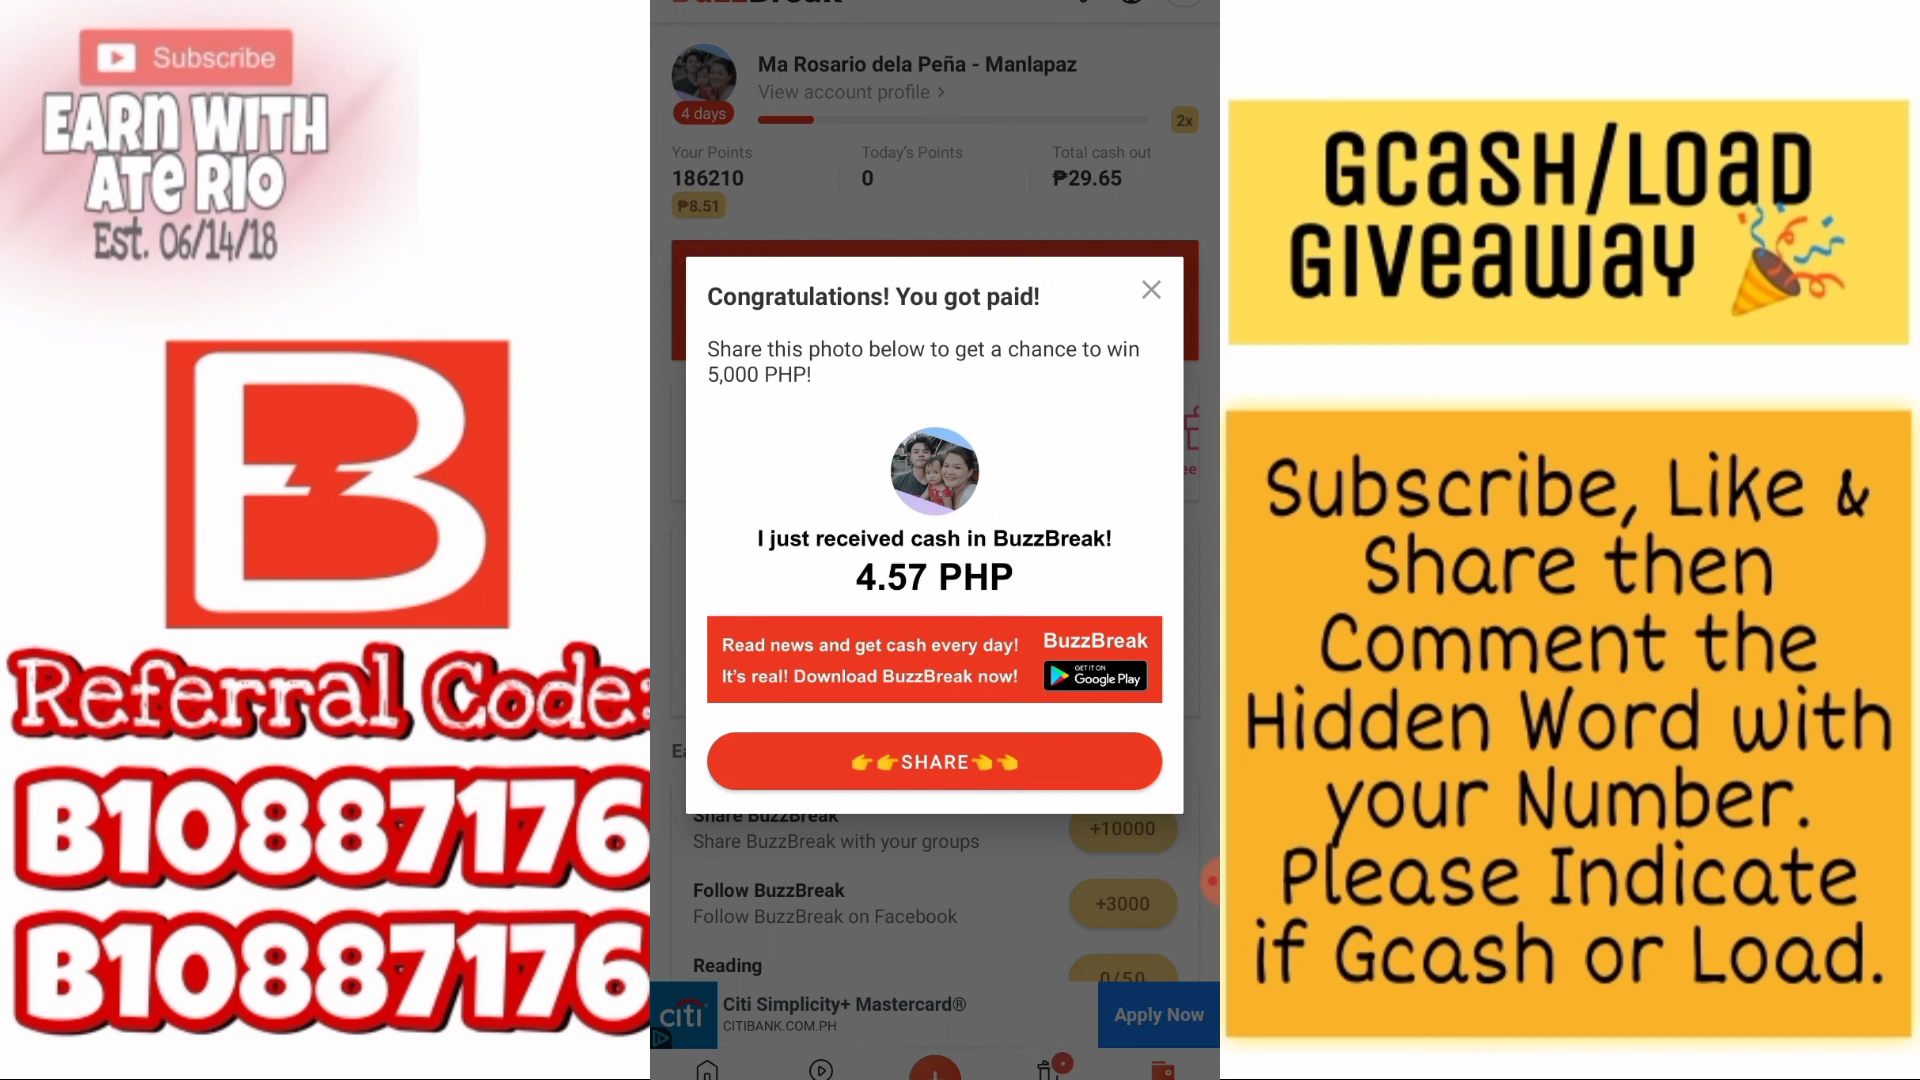 Subscribe
EARN WITH
ATE RIO
Est. 06/14/18
B
Referral Code:
B10887176
B10887176
BuzzBreak
Ma Rosario dela Peña - Manlapaz
View account profile >
4 days
2x
Your Points
Today's Points
Total cash out
186210
0
₱29.65
₱8.51
Congratulations! You got paid!
Share this photo below to get a chance to win
5,000 PHP!
I just received cash in BuzzBreak!
4.57 PHP
Read news and get cash every day!
BuzzBreak
It's real! Download BuzzBreak now!
GET IT ON
Google Play
👉👉SHARE👈👈
Share BuzzBreak
+10000
Share BuzzBreak with your groups
Follow BuzzBreak
+3000
Follow BuzzBreak on Facebook
Reading
0/50
citi
Citi Simplicity+ Mastercard®
CITIBANK.COM.PH
Apply Now
GCASH/LOAD
GIVEAWAY 🎉
Subscribe, Like &
Share then
Comment the
Hidden Word with
your Number.
Please Indicate
if Gcash or Load.